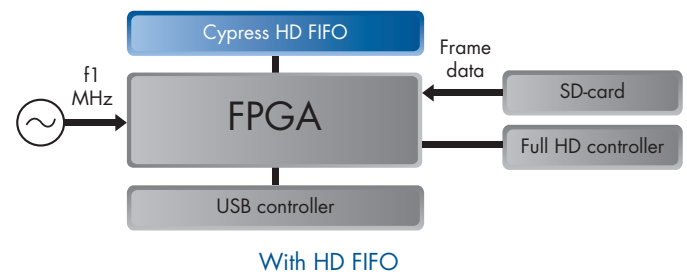 Cypress HD FIFO
Frame
data
f1
MHz
FPGA
SD-card
Full HD controller
USB controller
With HD FIFO